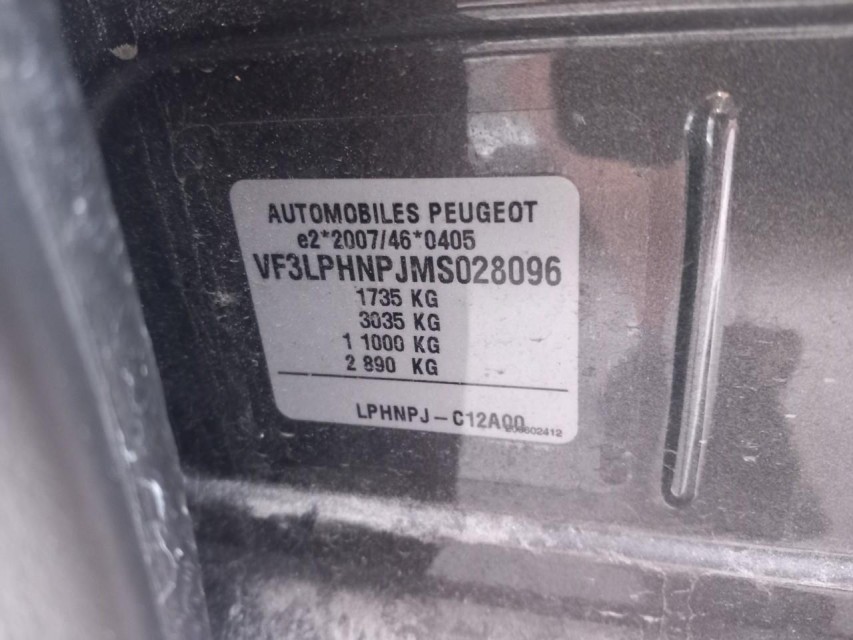 AUTOMOBILES PEUGEOT
e2*2007/46*0405
VF3LPHNPJMS028096
1735 KG
3035 KG
1 1000 KG
2 890 KG
LPHNPJ-C12A00